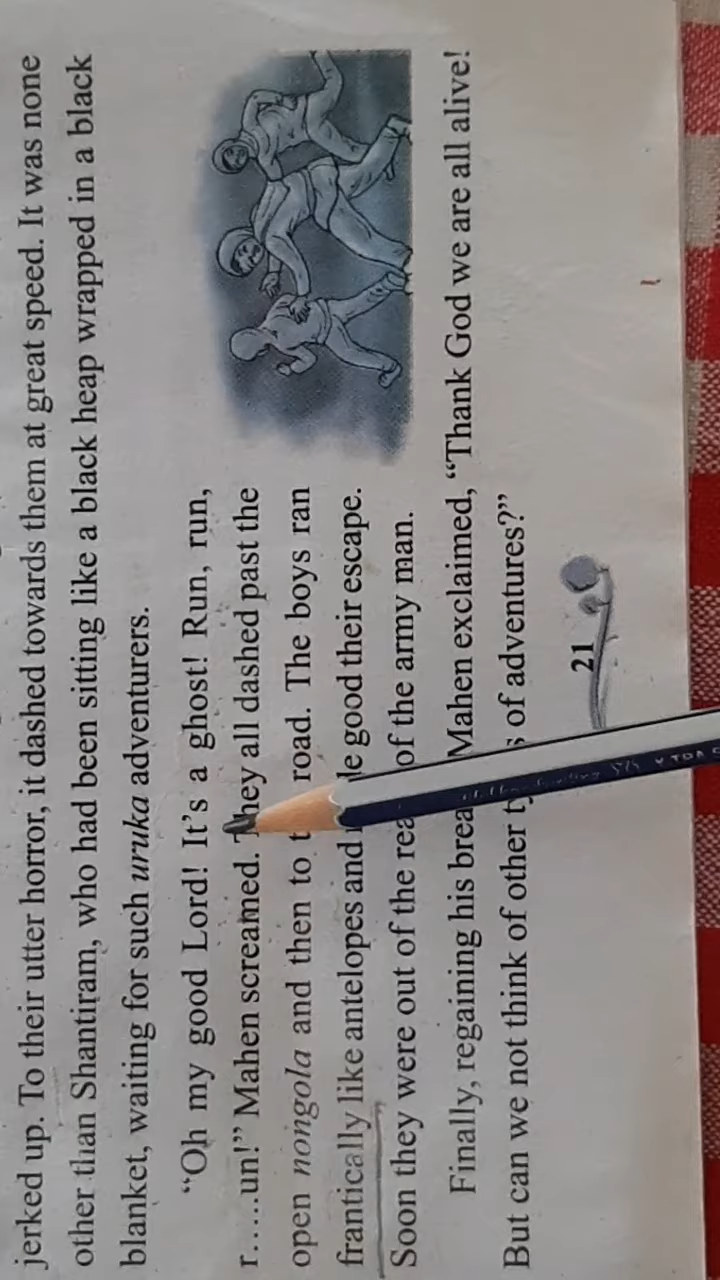 jerked up. To their utter horror, it dashed towards them at great speed. It was none
other than Shantiram, who had been sitting like a black heap wrapped in a black
blanket, waiting for such uruka adventurers.
“Oh my good Lord! It’s a ghost! Run, run,
r.....un!” Mahen screamed. They all dashed past the
open nongola and then to road. The boys ran
frantically like antelopes and good their escape.
Soon they were out of the of the army man.
Finally, regaining his Mahen exclaimed, “Thank God we are all alive!
But can we not think of other of adventures?”
21